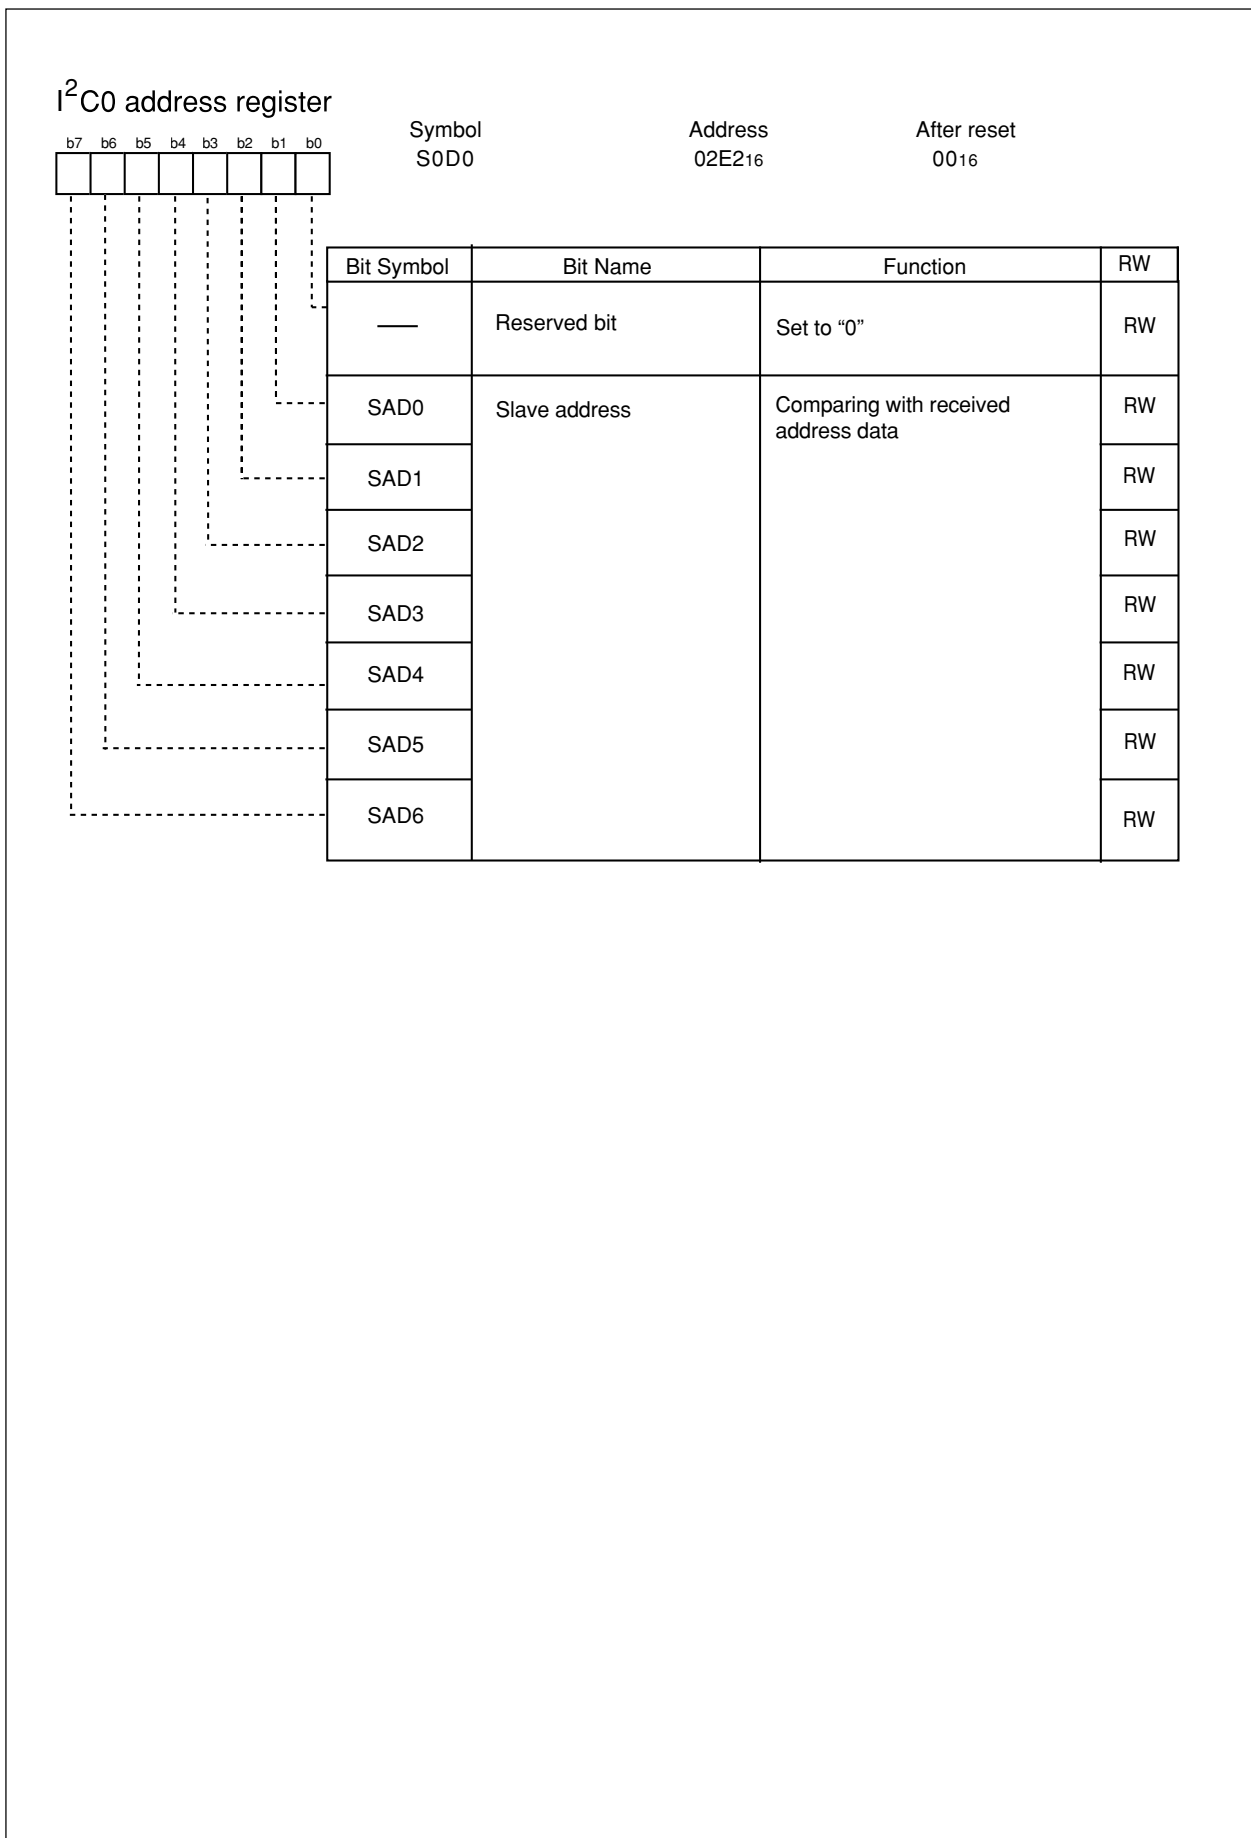 I²C0 address register
Symbol Address After reset
b7 b6 b5 b4 b3 b2 b1 b0
S0D0 02E216 0016
Bit Symbol Bit Name Function RW
— Reserved bit Set to “0” RW
SAD0 Slave address Comparing with received address data RW
SAD1 RW
SAD2 RW
SAD3 RW
SAD4 RW
SAD5 RW
SAD6 RW